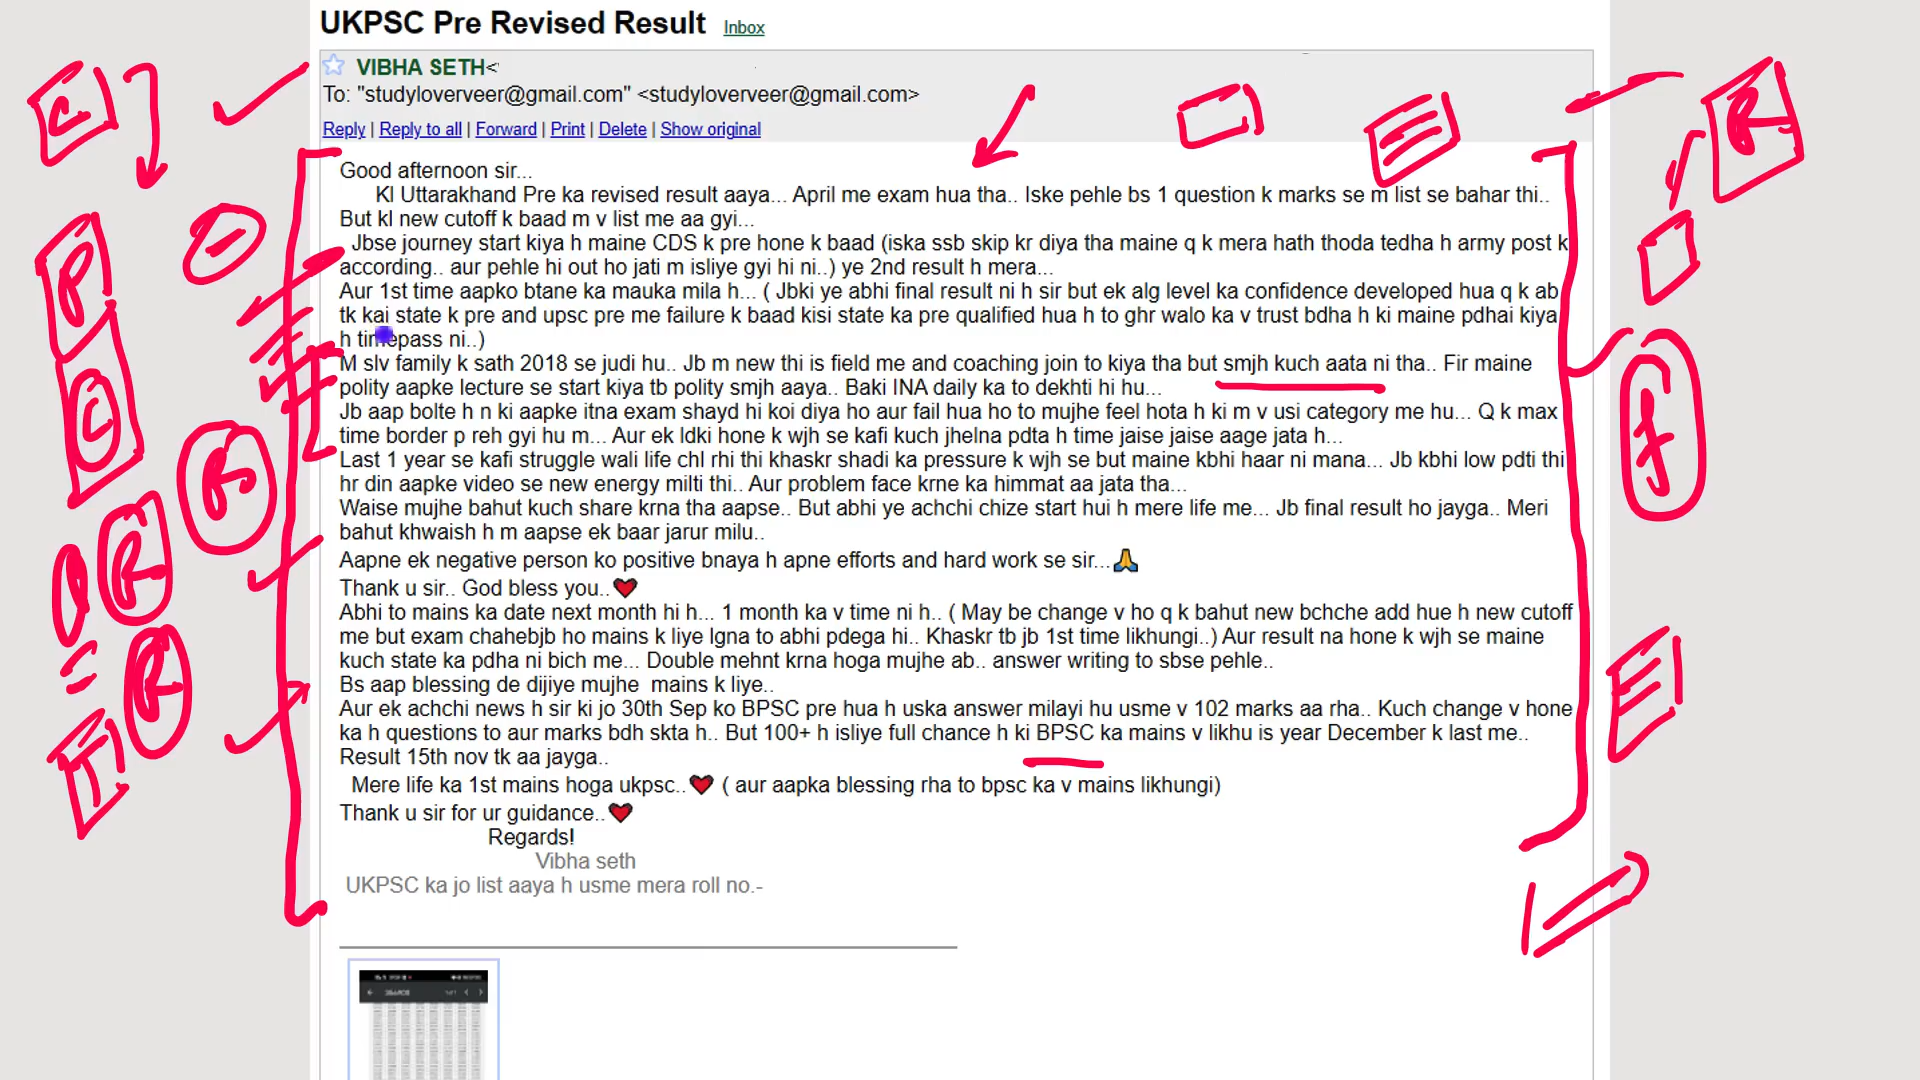 UKPSC Pre Revised Result Inbox
VIBHA SETH<
To: "studyloverveer@gmail.com" <studyloverveer@gmail.com>
Reply | Reply to all | Forward | Print | Delete | Show original
Good afternoon sir...
Kl Uttarakhand Pre ka revised result aaya... April me exam hua tha.. Iske pehle bs 1 question k marks se m list se bahar thi..
But kl new cutoff k baad m v list me aa gyi...
Jbse journey start kiya h maine CDS k pre hone k baad (iska ssb skip kr diya tha maine q k mera hath thoda tedha h army post k
according.. aur pehle hi out ho jati m isliye gyi hi ni..) ye 2nd result h mera...
Aur 1st time aapko btane ka mauka mila h... ( Jbki ye abhi final result ni h sir but ek alg level ka confidence developed hua q k ab
tk kai state k pre and upsc pre me failure k baad kisi state ka pre qualified hua h to ghr walo ka v trust bdha h ki maine pdhai kiya
h timepass ni..)
M slv family k sath 2018 se judi hu.. Jb m new thi is field me and coaching join to kiya tha but smjh kuch aata ni tha.. Fir maine
polity aapke lecture se start kiya tb polity smjh aaya.. Baki INA daily ka to dekhti hi hu...
Jb aap bolte h n ki aapke itna exam shayd hi koi diya ho aur fail hua ho to mujhe feel hota h ki m v usi category me hu... Q k max
time border p reh gyi hu m... Aur ek ldki hone k wjh se kafi kuch jhelna pdta h time jaise jaise aage jata h...
Last 1 year se kafi struggle wali life chl rhi thi khaskr shadi ka pressure k wjh se but maine kbhi haar ni mana... Jb kbhi low pdti thi
hr din aapke video se new energy milti thi.. Aur problem face krne ka himmat aa jata tha...
Waise mujhe bahut kuch share krna tha aapse.. But abhi ye achchi chize start hui h mere life me... Jb final result ho jayga.. Meri
bahut khwaish h m aapse ek baar jarur milu..
Aapne ek negative person ko positive bnaya h apne efforts and hard work se sir...🙏
Thank u sir.. God bless you..❤
Abhi to mains ka date next month hi h... 1 month ka v time ni h.. ( May be change v ho q k bahut new bchche add hue h new cutoff
me but exam chahebjb ho mains k liye lgna to abhi pdega hi.. Khaskr tb jb 1st time likhungi..) Aur result na hone k wjh se maine
kuch state ka pdha ni bich me... Double mehnt krna hoga mujhe ab.. answer writing to sbse pehle..
Bs aap blessing de dijiye mujhe mains k liye..
Aur ek achchi news h sir ki jo 30th Sep ko BPSC pre hua h uska answer milayi hu usme v 102 marks aa rha.. Kuch change v hone
ka h questions to aur marks bdh skta h.. But 100+ h isliye full chance h ki BPSC ka mains v likhu is year December k last me..
Result 15th nov tk aa jayga..
Mere life ka 1st mains hoga ukpsc..❤ ( aur aapka blessing rha to bpsc ka v mains likhungi)
Thank u sir for ur guidance..❤
Regards!
Vibha seth
UKPSC ka jo list aaya h usme mera roll no.-